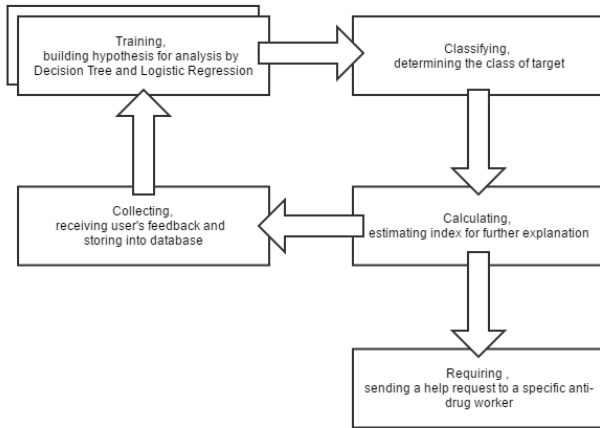 Training,
building hypothesis for analysis by
Decision Tree and Logistic Regression
Classifying,
determining the class of target
Collecting,
receiving user's feedback and
storing into database
Calculating,
estimating index for further explanation
Requiring ,
sending a help request to a specific anti-
drug worker